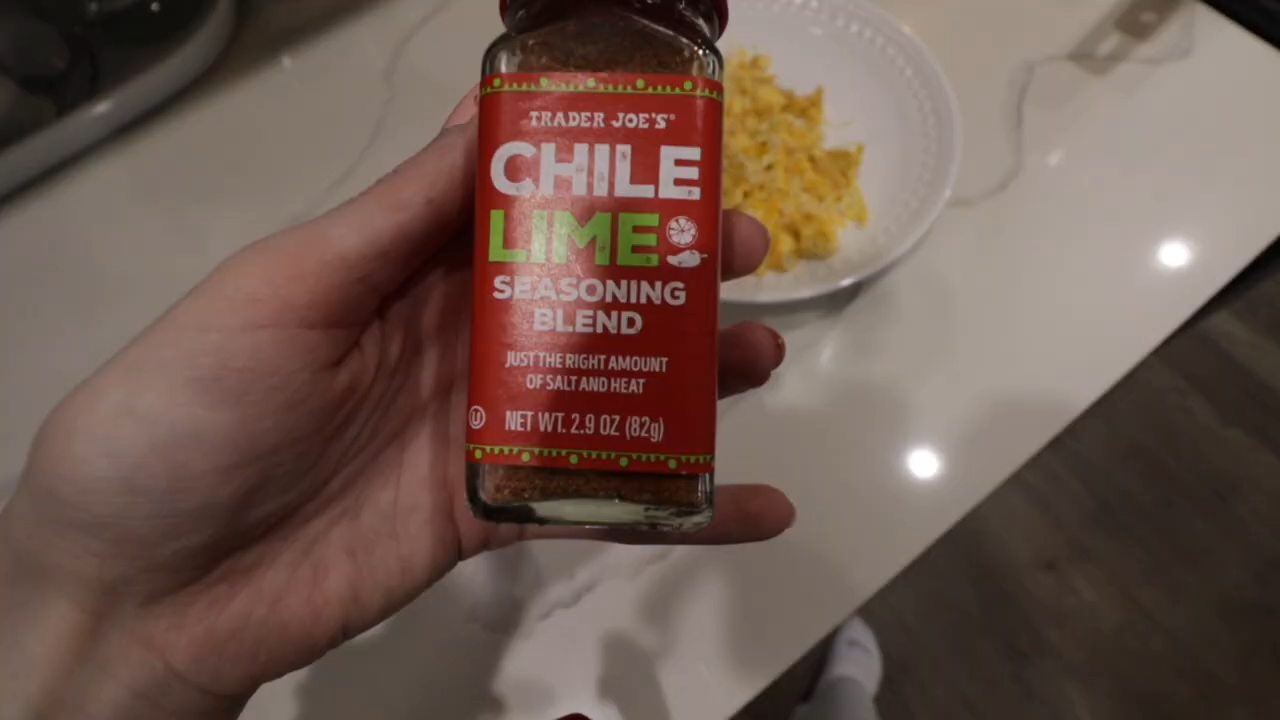 TRADER JOE'S®
CHILE
LIME
SEASONING
BLEND
JUST THE RIGHT AMOUNT
OF SALT AND HEAT
U
NET WT. 2.9 OZ (82g)